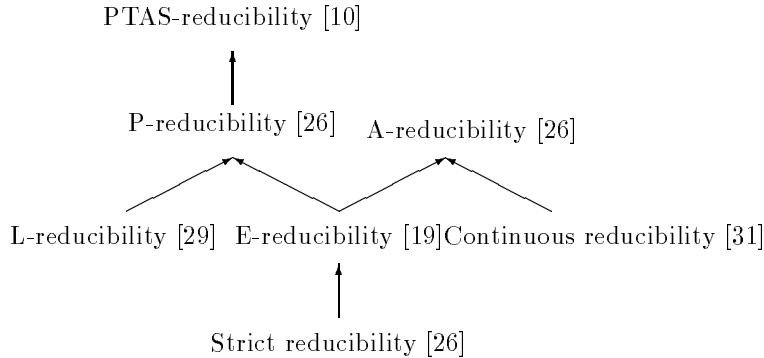 PTAS-reducibility [10]
P-reducibility [26]
A-reducibility [26]
L-reducibility [29]
E-reducibility [19]
Continuous reducibility [31]
Strict reducibility [26]